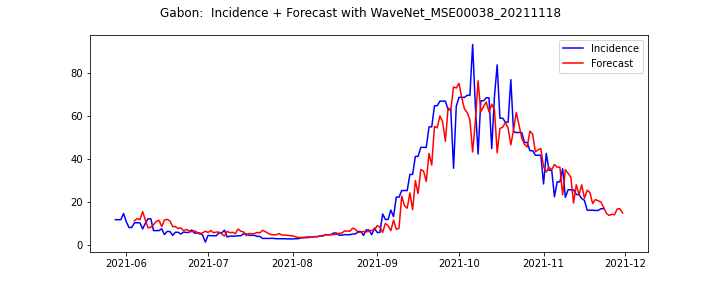 Gabon:  Incidence + Forecast with WaveNet_MSE00038_20211118
Incidence
Forecast
80
60
40
20
0
2021-06 2021-07 2021-08 2021-09 2021-10 2021-11 2021-12